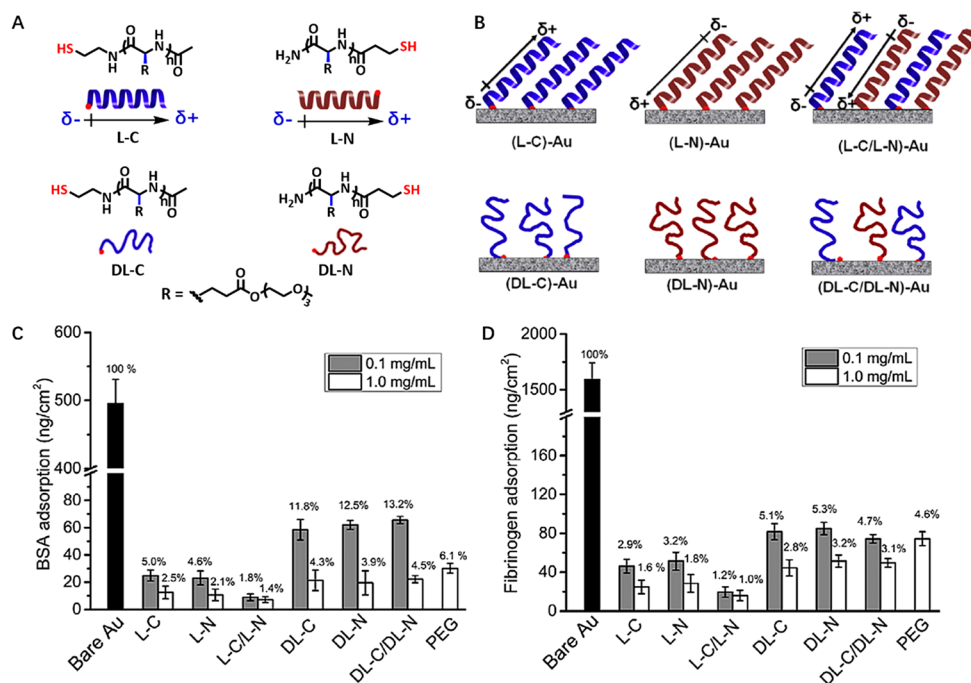 A
HS
N
H
O
R
H
N
n
O
H2N
O
R
H
N
n
O
SH
δ-
δ+
L-C
δ-
δ+
L-N
HS
N
H
O
R
H
N
n
O
H2N
O
R
H
N
n
O
SH
DL-C
DL-N
R =
O
O
O
3
B
δ+
δ-
(L-C)-Au
δ-
δ+
(L-N)-Au
δ+
δ-
δ-
δ+
(L-C/L-N)-Au
(DL-C)-Au
(DL-N)-Au
(DL-C/DL-N)-Au
C
BSA adsorption (ng/cm²)
600
500
400
80
60
40
20
0
0.1 mg/mL
1.0 mg/mL
100 %
5.0%
2.5%
4.6%
2.1%
1.8%
1.4%
11.8%
4.3%
12.5%
3.9%
13.2%
4.5%
6.1 %
Bare Au
L-C
L-N
L-C/L-N
DL-C
DL-N
DL-C/DL-N
PEG
D
Fibrinogen adsorption (ng/cm²)
2000
1500
160
120
80
40
0
0.1 mg/mL
1.0 mg/mL
100%
2.9%
1.6 %
3.2%
1.8%
1.2%
1.0%
5.1%
2.8%
5.3%
3.2%
4.7%
3.1%
4.6%
Bare Au
L-C
L-N
L-C/L-N
DL-C
DL-N
DL-C/DL-N
PEG